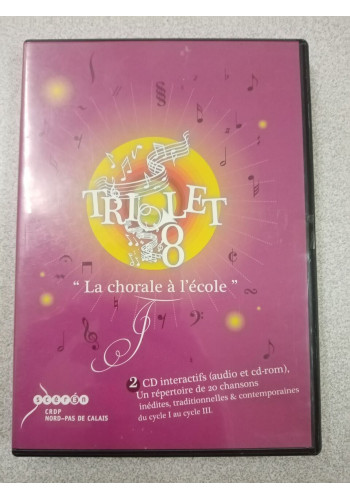 TRIOLET
8
“ La chorale à l'école ”
2 CD interactifs (audio et cd-rom),
Un répertoire de 20 chansons
inédites, traditionnelles & contemporaines
du cycle I au cycle III.
scérén
CRDP
NORD-PAS DE CALAIS